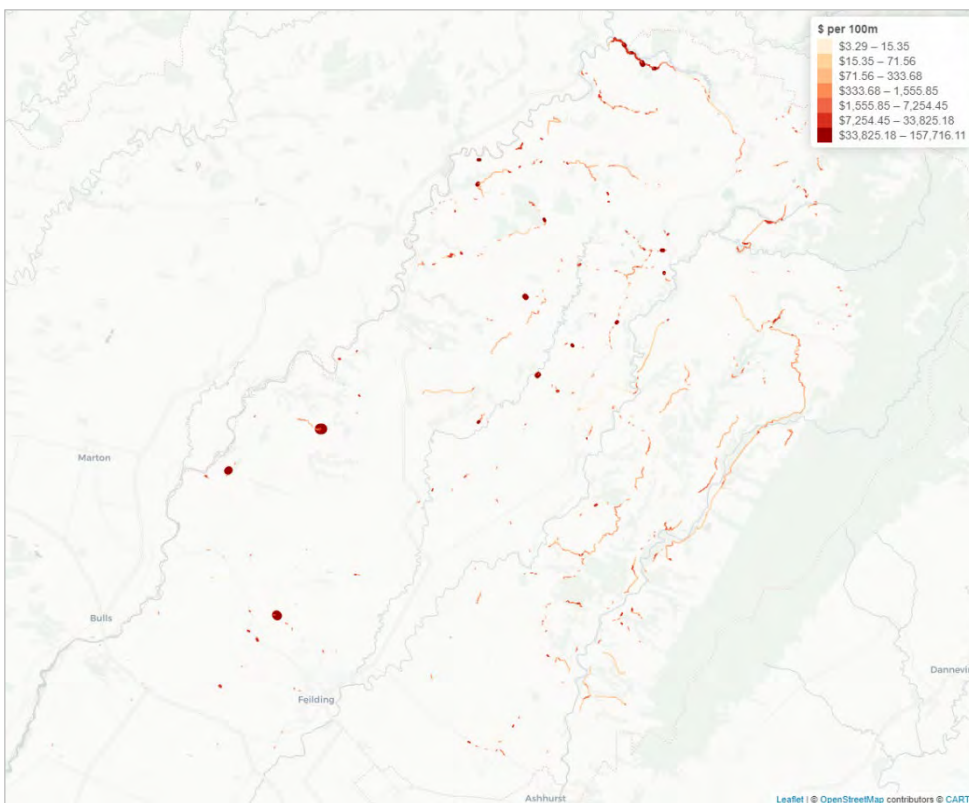 $ per 100m
$3.29 – 15.35
$15.35 – 71.56
$71.56 – 333.68
$333.68 – 1,555.85
$1,555.85 – 7,254.45
$7,254.45 – 33,825.18
$33,825.18 – 157,716.11
Marton
Bulls
Feilding
Dannevir
Ashhurst
Leaflet | © OpenStreetMap contributors © CART